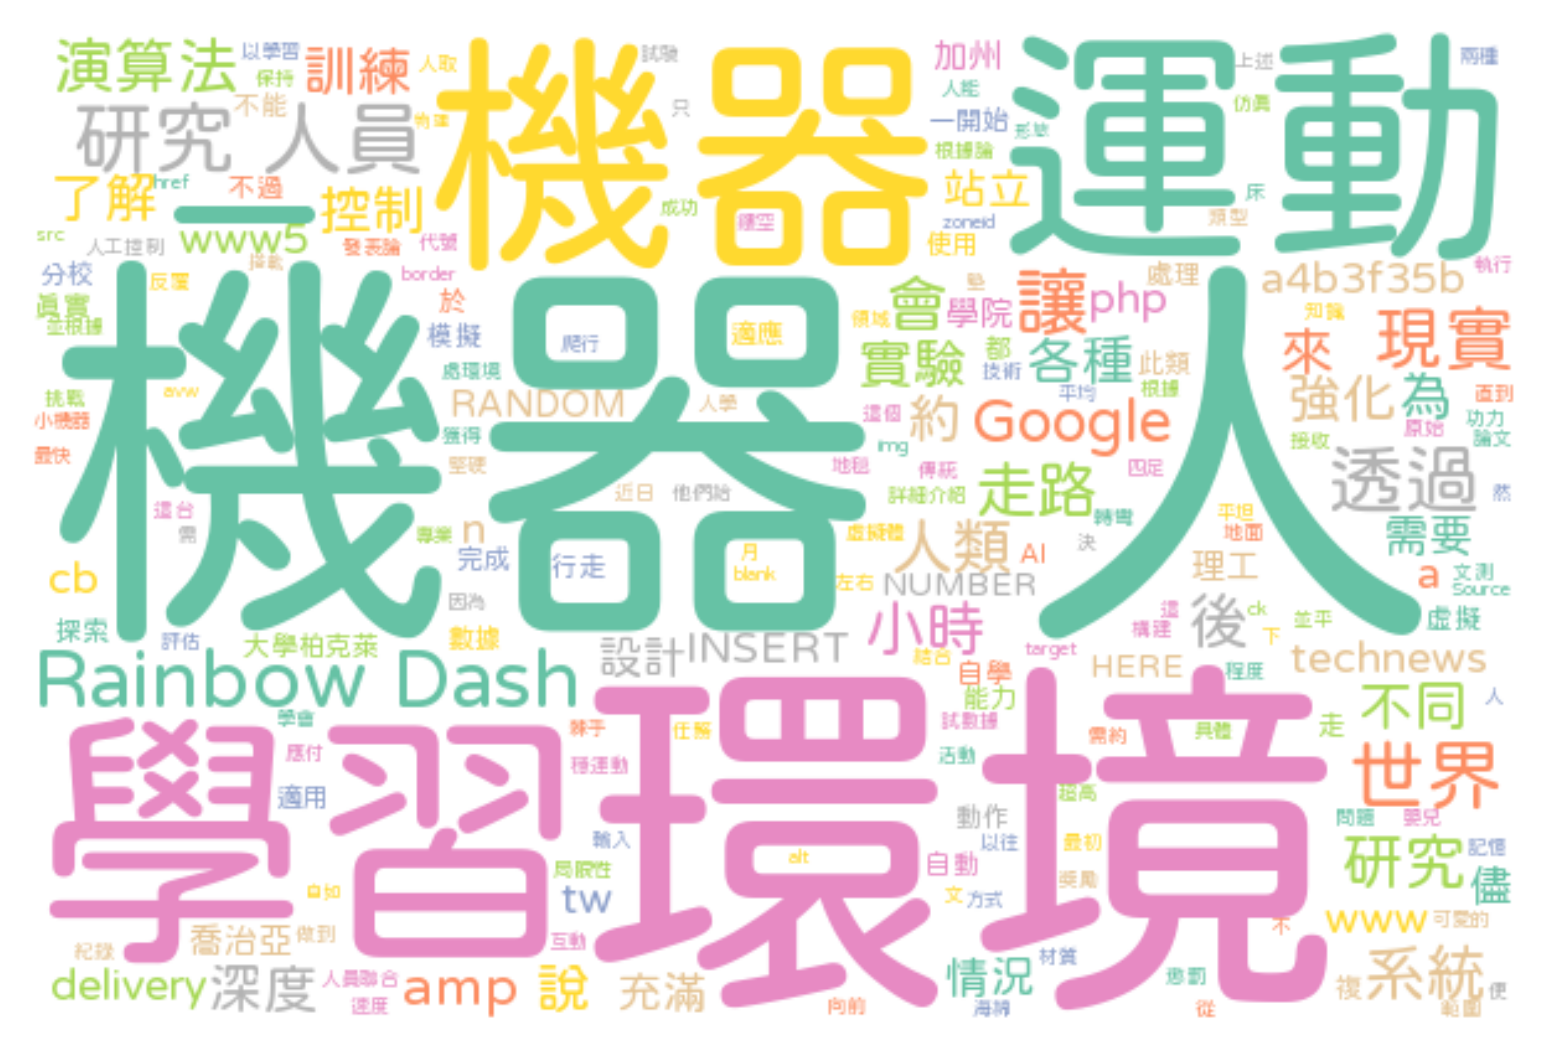 演算法 以學習 訓練 人取 機器 試驗 加州 運動 上述 兩種
保持 不能 人能 仿真
研究人員 只 一開始 形態
根據論
了解 href 不過 控制 站立 床
一 成功 鏤空 zoneid 類型
src 人工控制 www5 發表論 代號 使用
分校 反覆 搭載 border 墊 處理 a4b3f35b 執行
真實 於 會 學院 讓 php 知識
並根據 機器人 模擬 爬行 適應 領域 來 現實
處環境 實驗 都 各種 此類
挑戰 avw RANDOM 人學 技術 平均 根據 強化 為 直到
小機器 獲得 這個 約 Google 原始 功力
最快 堅硬 img 接收 論文
地毯 傳統 四足 透過
這台 近日 他們給 詳細介紹 走路 然
需 專業 n 虛擬體 人類 轉彎 平坦 地面 需要
cb 完成 行走 月 AI 決 理工 a 文測
blank 左右 NUMBER Source
因為 小時 這 後 ck 並平 虛擬
探索 評估 大學柏克萊 數據 設計 INSERT 構建 下
結合 target technews
Rainbow Dash 自學 HERE 程度
能力 不同 人
學習 學會 棘手 環境 任務 試數據 需約 具體 走
應付 穩運動 活動 世界
適用 超高
輸入 動作 問題 嬰兒
以往 最初
alt 自動 研究 記憶
局限性 獎勵 儘
自如 tw 文 方式
喬治亞 做到 不 www 可愛的
紀錄 互動 材質
delivery 深度 人員聯合 amp 說 充滿 情況 懲罰 複 系統 便
速度 向前 海綿 從 範圍